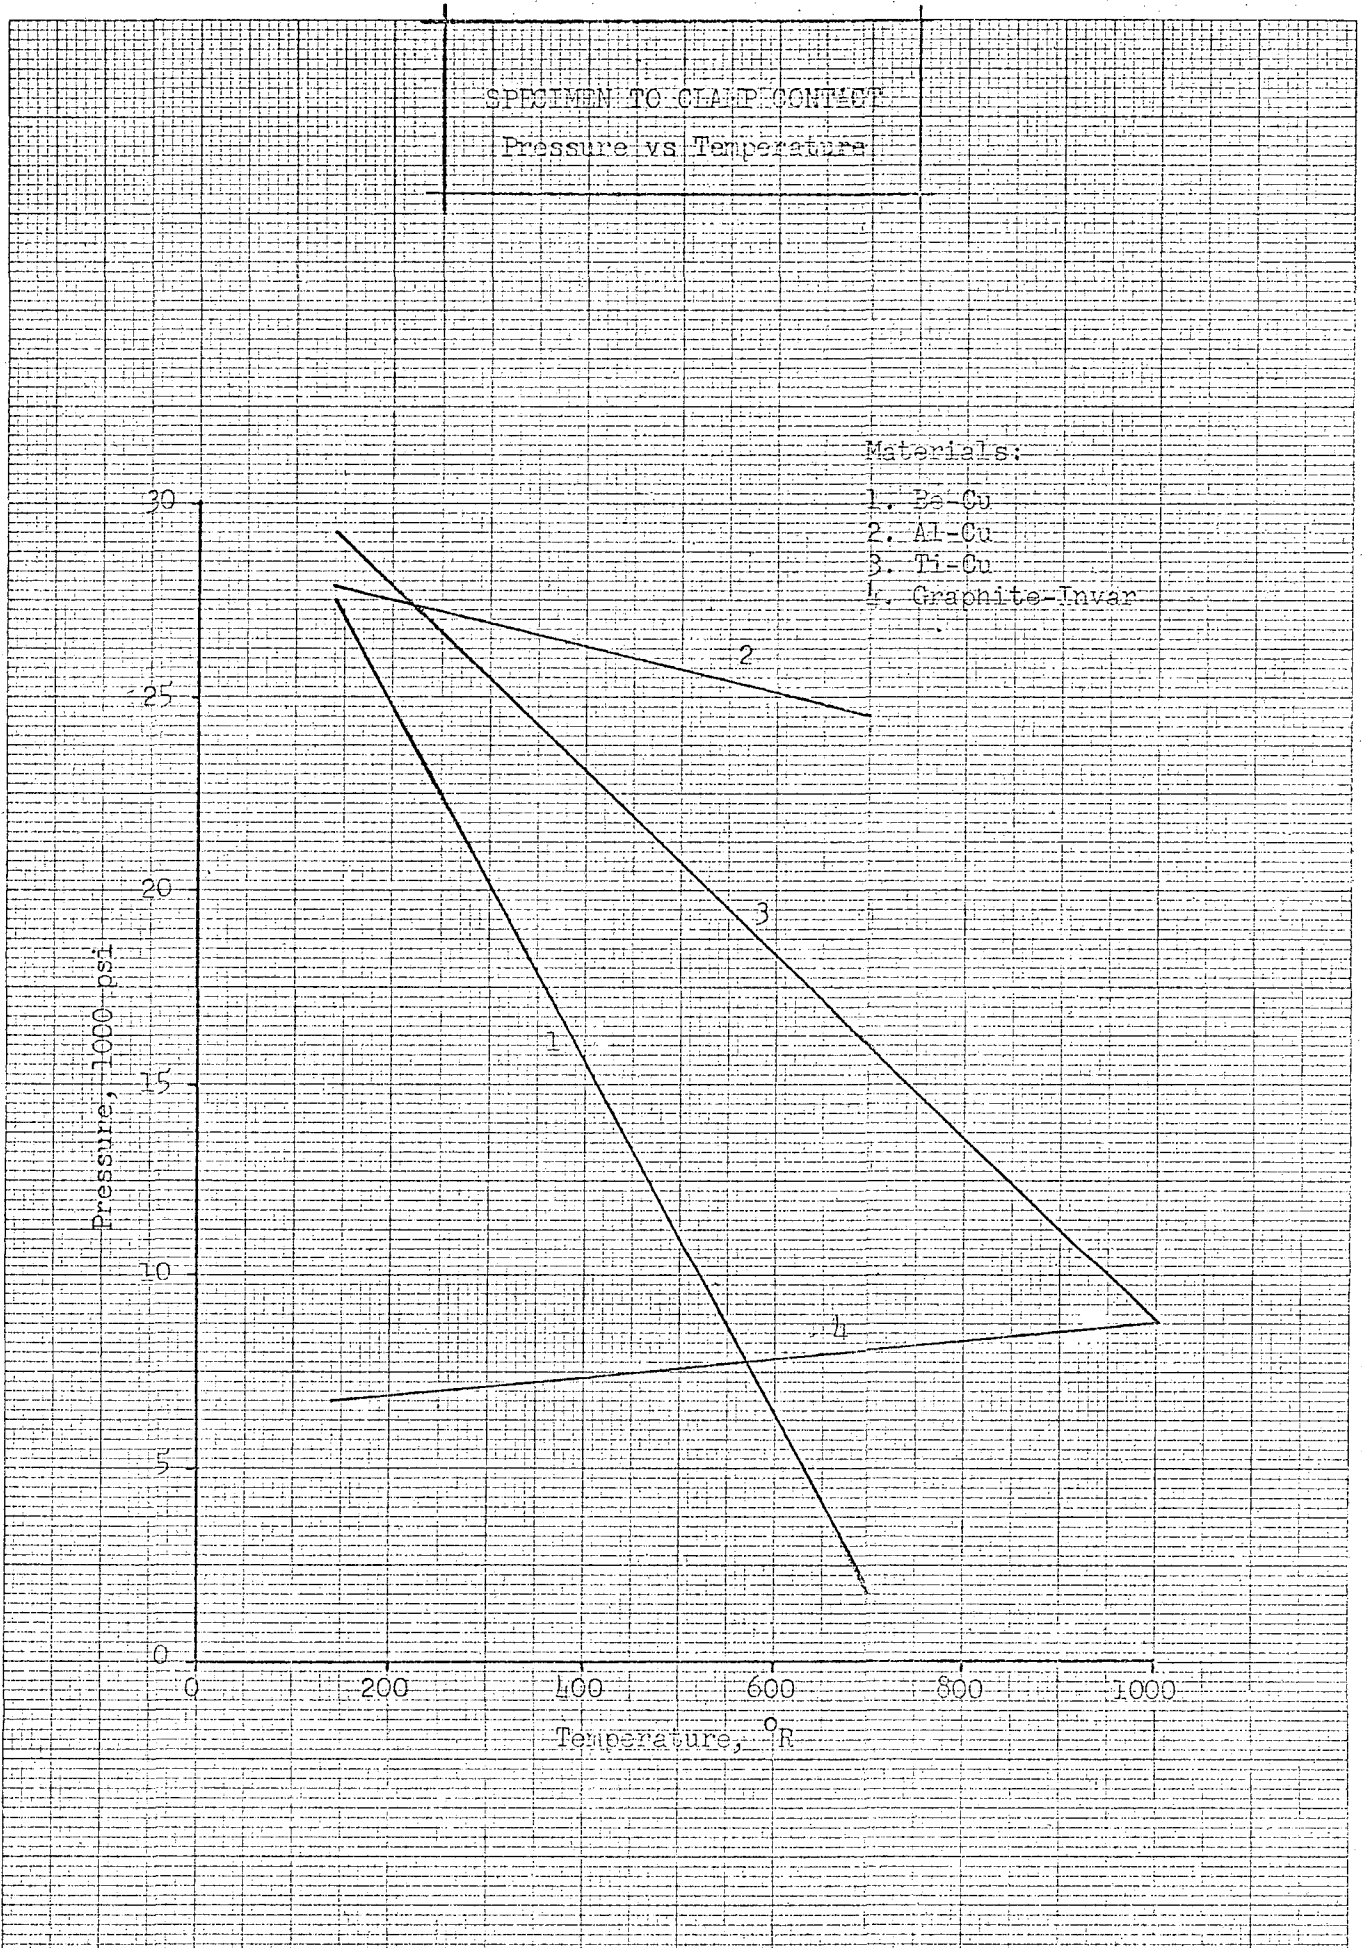 SPECIMEN TO CLAMP CONTACT
Pressure vs Temperature
Materials:
1. Be-Cu
2. Al-Cu
3. Ti-Cu
4. Graphite-Invar
30
25
20
15
10
5
0
Pressure, 1000 psi
2
3
1
4
0
200
400
600
800
1000
Temperature, °R